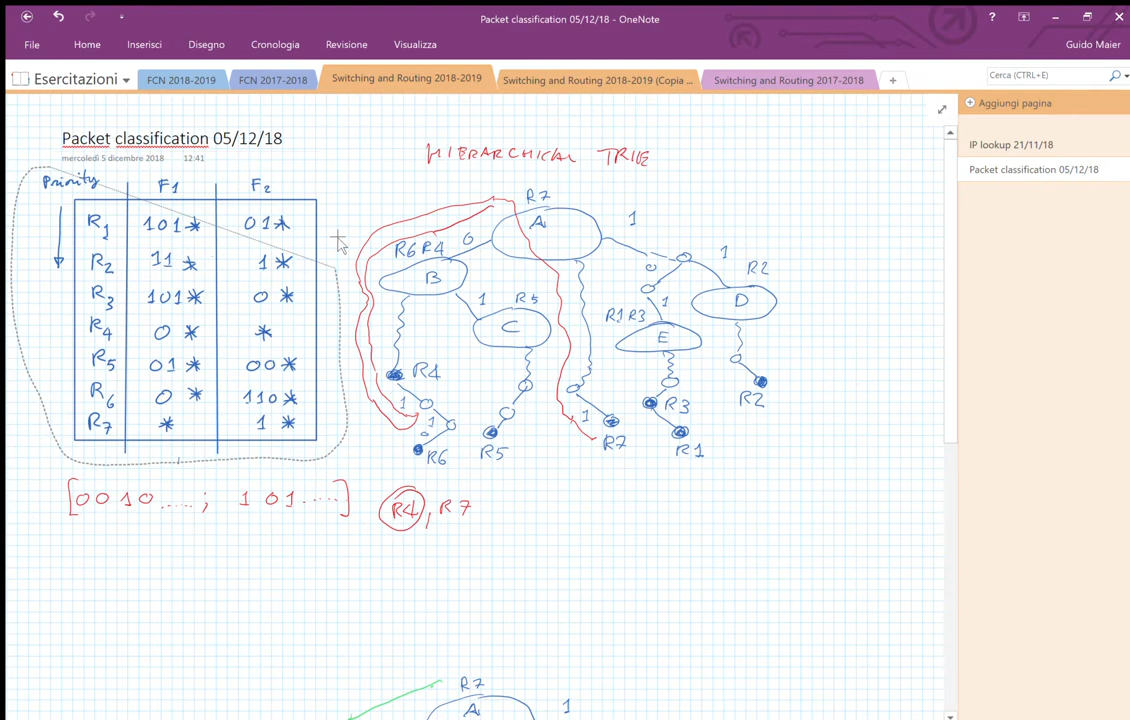 Packet classification 05/12/18 - OneNote
?
File Home Inserisci Disegno Cronologia Revisione Visualizza Guido Maier
Esercitazioni FCN 2018-2019 FCN 2017-2018 Switching and Routing 2018-2019 Switching and Routing 2018-2019 (Copia ... Switching and Routing 2017-2018 +
Cerca (CTRL+E)
Aggiungi pagina
IP lookup 21/11/18
Packet classification 05/12/18
Packet classification 05/12/18
mercoledì 5 dicembre 2018 12:41
HIERARCHICAL TRIE
Priority F1 F2
R1 101* 01*
R2 11* 1*
R3 101* 0*
R4 0* *
R5 01* 00*
R6 0* 110*
R7 * 1*
R7
A
0 1
R6 R4
B
1 R5
C
0 1 R2
D
1
R1 R3
E
R4
1
1
0
R6
R5
1
R7
R3
R1
R2
[0010.....; 101.....] R4, R7
R7
A
1